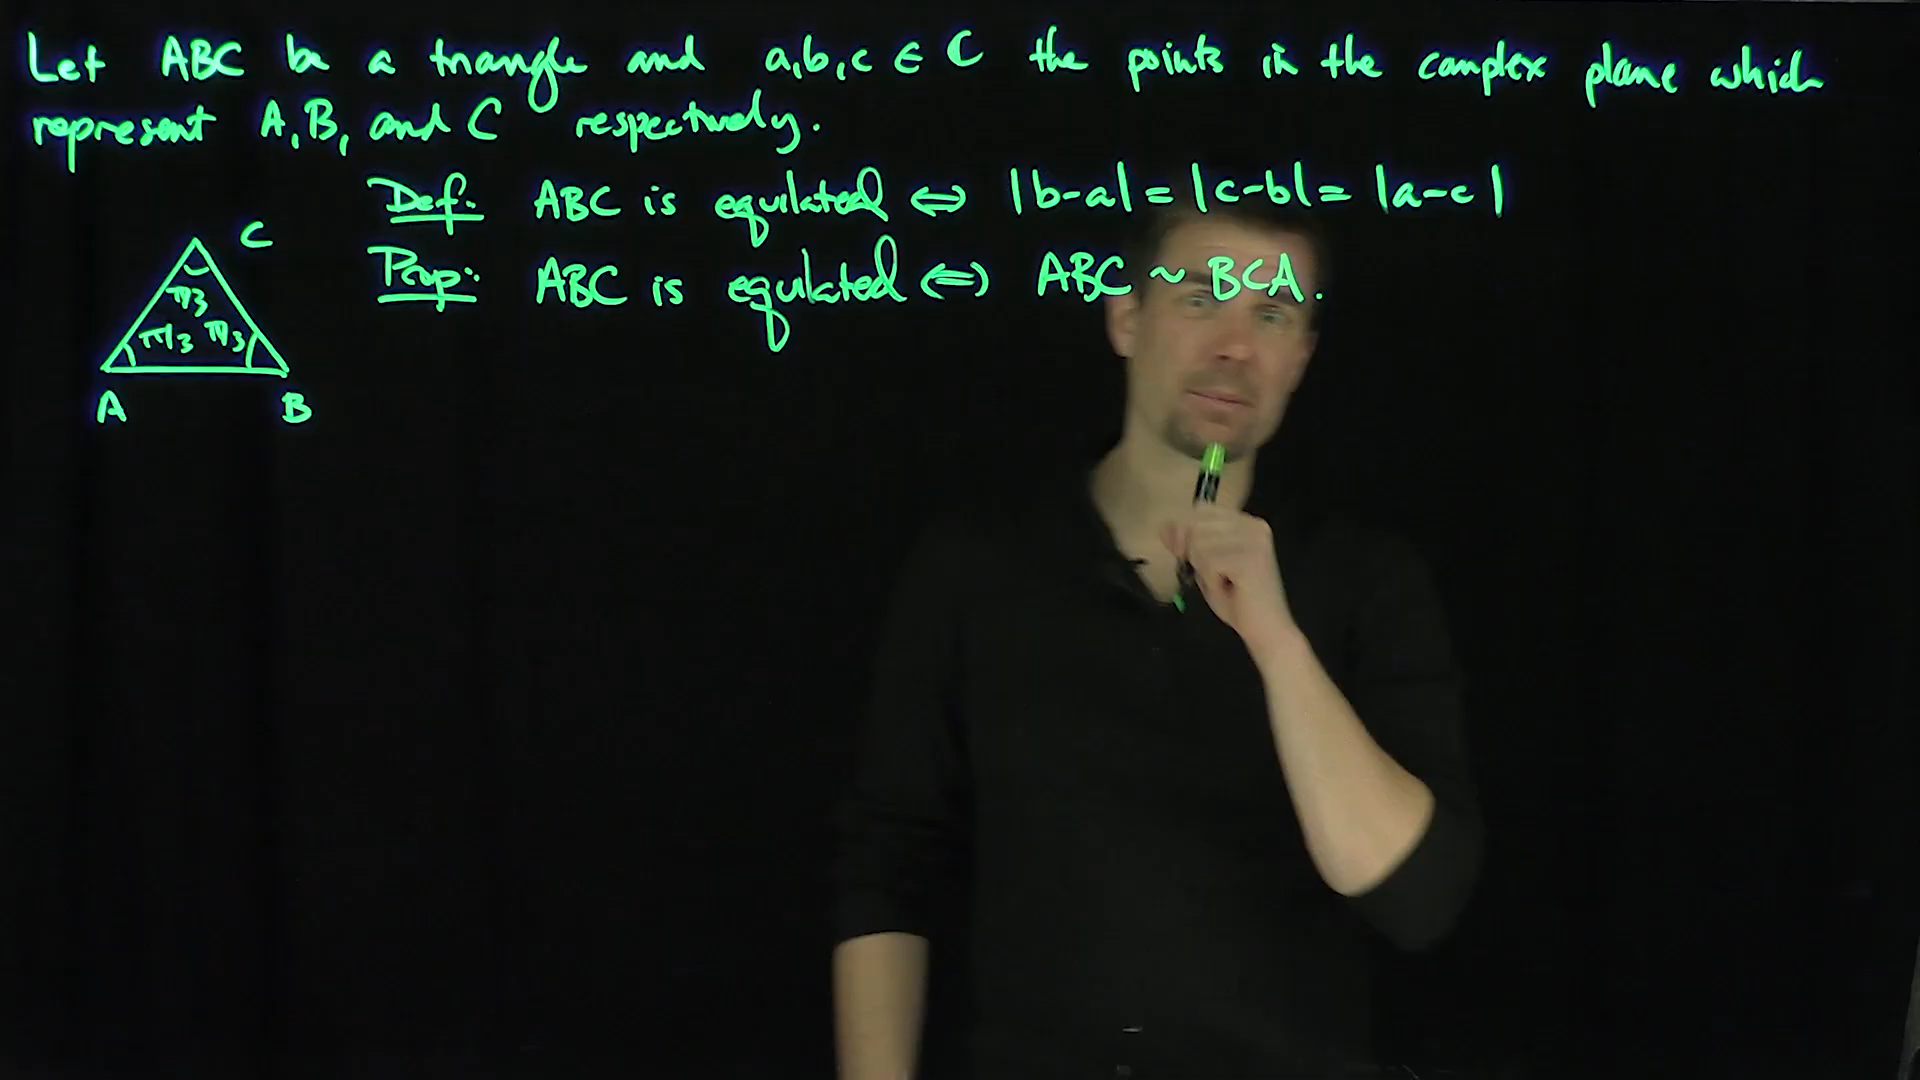 Let ABC be a triangle and a,b,c ∈ ℂ the points in the complex plane which
represent A, B, and C respectively.
Def: ABC is equilateral ⇔ |b-a| = |c-b| = |a-c|
Prop: ABC is equilateral ⇔ ABC ~ BCA.
C
π/3
π/3 π/3
A B